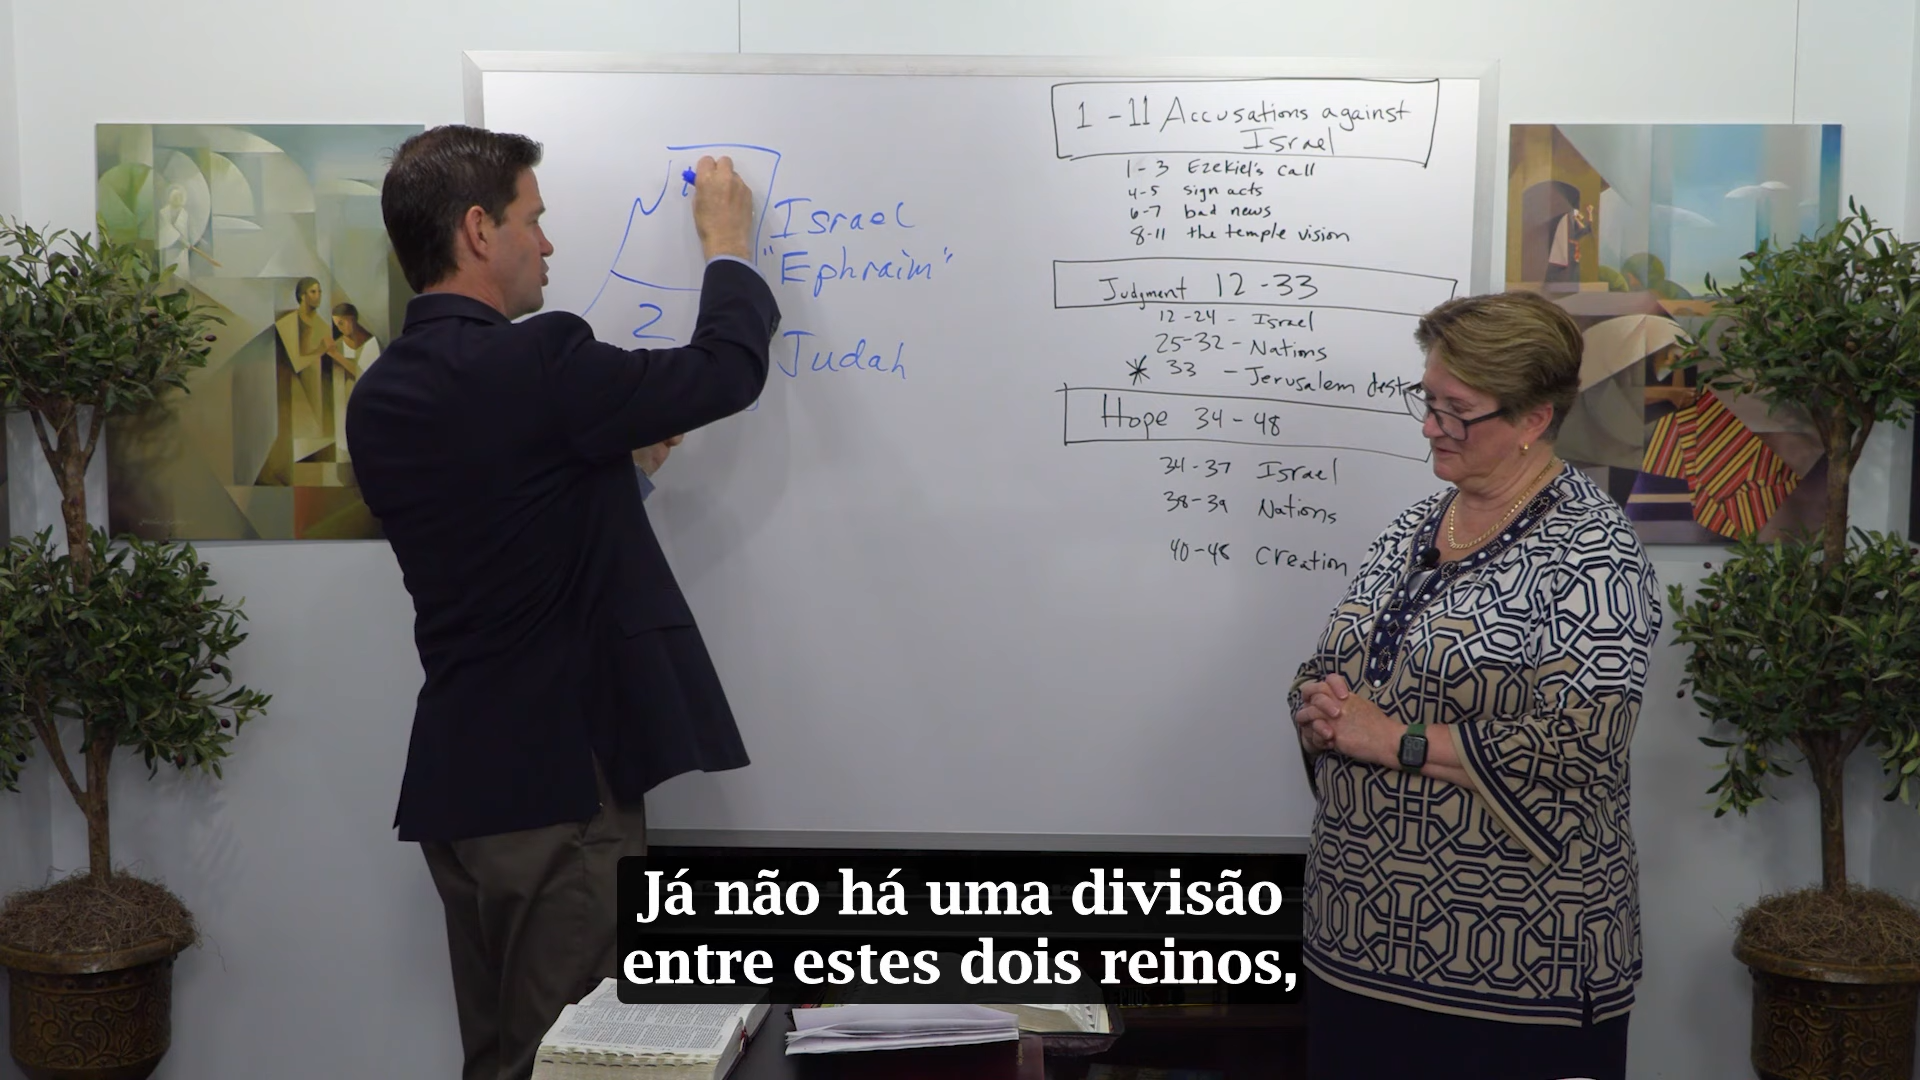 Israel
"Ephraim"
2
Judah
1-11 Accusations against
Israel
1-3 Ezekiel's call
4-5 sign acts
6-7 bad news
8-11 the temple vision
Judgment 12-33
12-24 - Israel
25-32 - Nations
* 33 - Jerusalem
Hope 34-48
34-37 Israel
38-39 Nations
40-48 Creation
Já não há uma divisão
entre estes dois reinos,